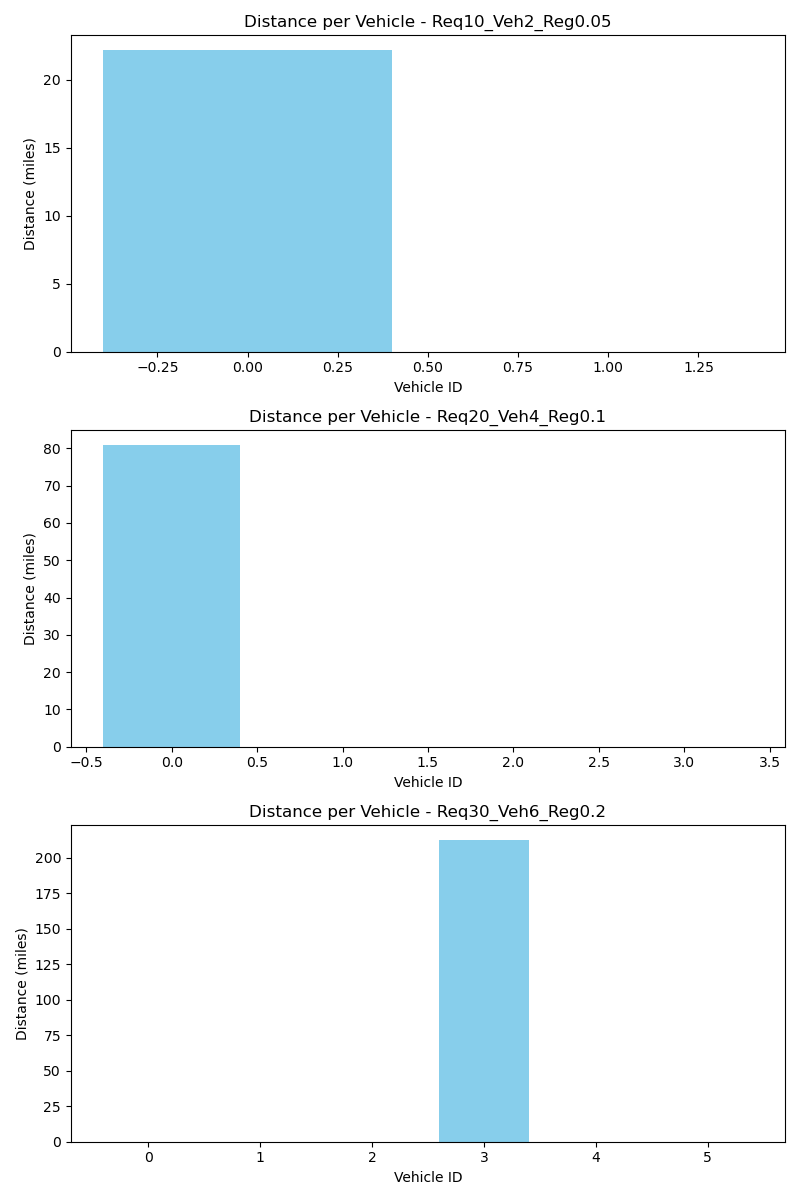 Distance per Vehicle - Req10_Veh2_Reg0.05
20
15
10
5
0
Distance (miles)
−0.25 0.00 0.25 0.50 0.75 1.00 1.25
Vehicle ID
Distance per Vehicle - Req20_Veh4_Reg0.1
80
70
60
50
40
30
20
10
0
Distance (miles)
−0.5 0.0 0.5 1.0 1.5 2.0 2.5 3.0 3.5
Vehicle ID
Distance per Vehicle - Req30_Veh6_Reg0.2
200
175
150
125
100
75
50
25
0
Distance (miles)
0 1 2 3 4 5
Vehicle ID